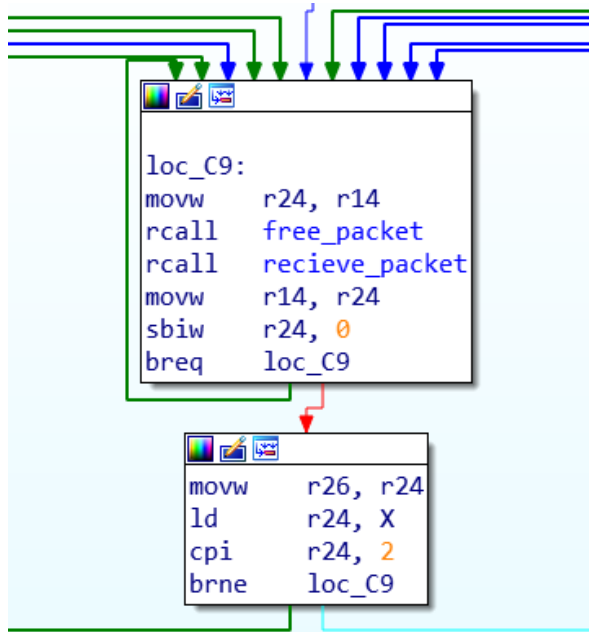 loc_C9:
movw r24, r14
rcall free_packet
rcall recieve_packet
movw r14, r24
sbiw r24, 0
breq loc_C9
movw r26, r24
ld r24, X
cpi r24, 2
brne loc_C9